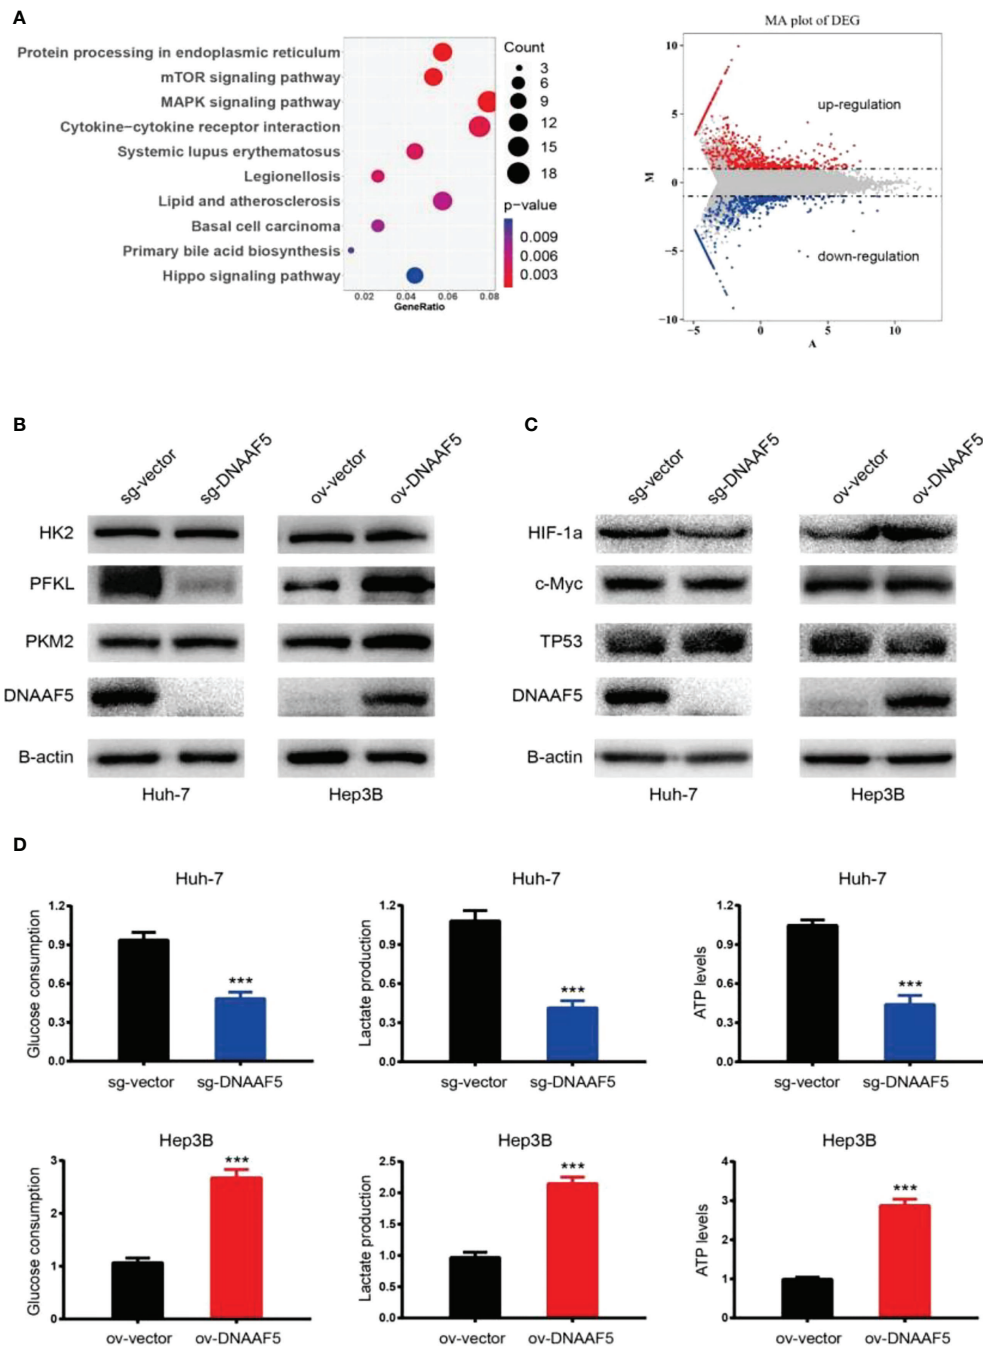 A
Protein processing in endoplasmic reticulum
mTOR signaling pathway
MAPK signaling pathway
Cytokine−cytokine receptor interaction
Systemic lupus erythematosus
Legionellosis
Lipid and atherosclerosis
Basal cell carcinoma
Primary bile acid biosynthesis
Hippo signaling pathway
0.02 0.04 0.06 0.08
GeneRatio
Count
3
6
9
12
15
18
p-value
0.009
0.006
0.003
MA plot of DEG
10
5
0
−5
−10
M
up-regulation
down-regulation
−5 0 5 10
A
B
sg-vector sg-DNAAF5 ov-vector ov-DNAAF5
HK2
PFKL
PKM2
DNAAF5
B-actin
Huh-7 Hep3B
C
sg-vector sg-DNAAF5 ov-vector ov-DNAAF5
HIF-1a
c-Myc
TP53
DNAAF5
B-actin
Huh-7 Hep3B
D
Huh-7
Glucose consumption
1.2
0.9
0.6
0.3
0.0
***
sg-vector sg-DNAAF5
Huh-7
Lactate production
1.2
0.9
0.6
0.3
0.0
***
sg-vector sg-DNAAF5
Huh-7
ATP levels
1.2
0.9
0.6
0.3
0.0
***
sg-vector sg-DNAAF5
Hep3B
Glucose consumption
3
2
1
0
***
ov-vector ov-DNAAF5
Hep3B
Lactate production
2.5
2.0
1.5
1.0
0.5
0.0
***
ov-vector ov-DNAAF5
Hep3B
ATP levels
4
3
2
1
0
***
ov-vector ov-DNAAF5